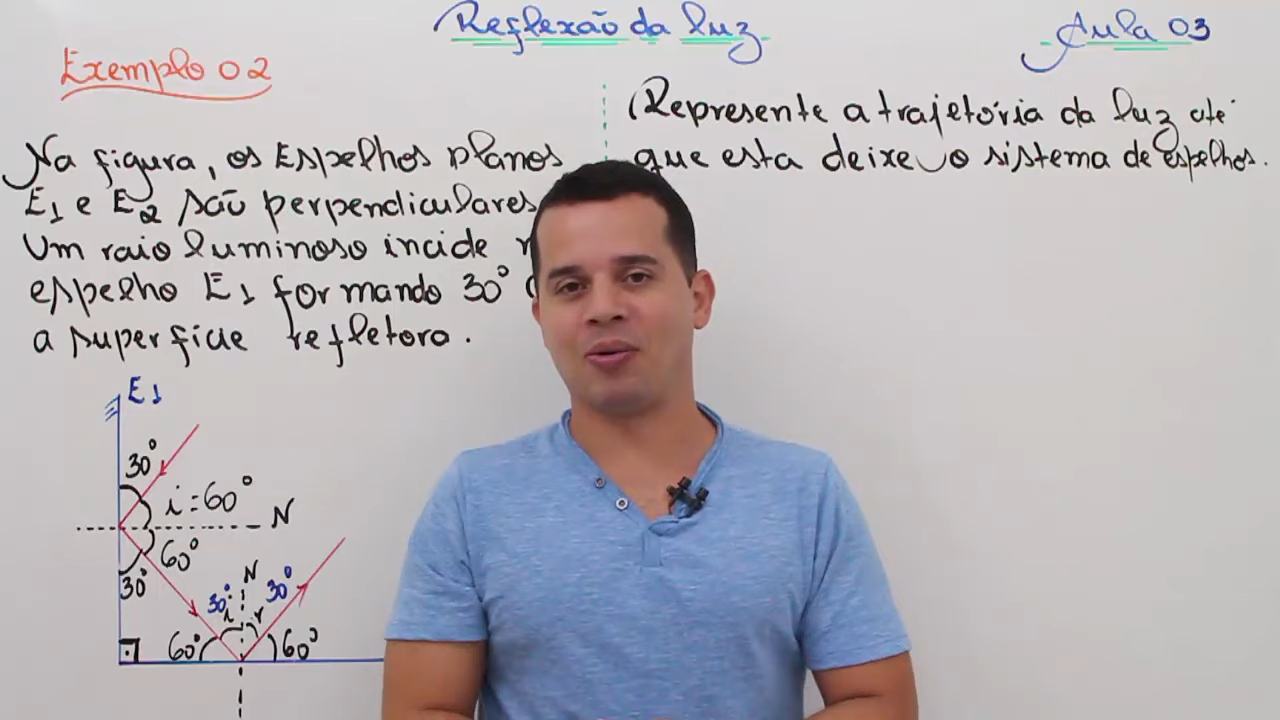 Reflexão da luz
Aula 03
Exemplo 02
Na figura, os Espelhos planos
E1 e E2 são perpendiculares
Um raio luminoso incide
espelho E1 formando 30°
a superfície refletora.
Represente a trajetória da luz até
que esta deixe o sistema de espelhos.
E1
30°
i=60°
N
60°
30°
N
30°
30°
i
r
60°
60°